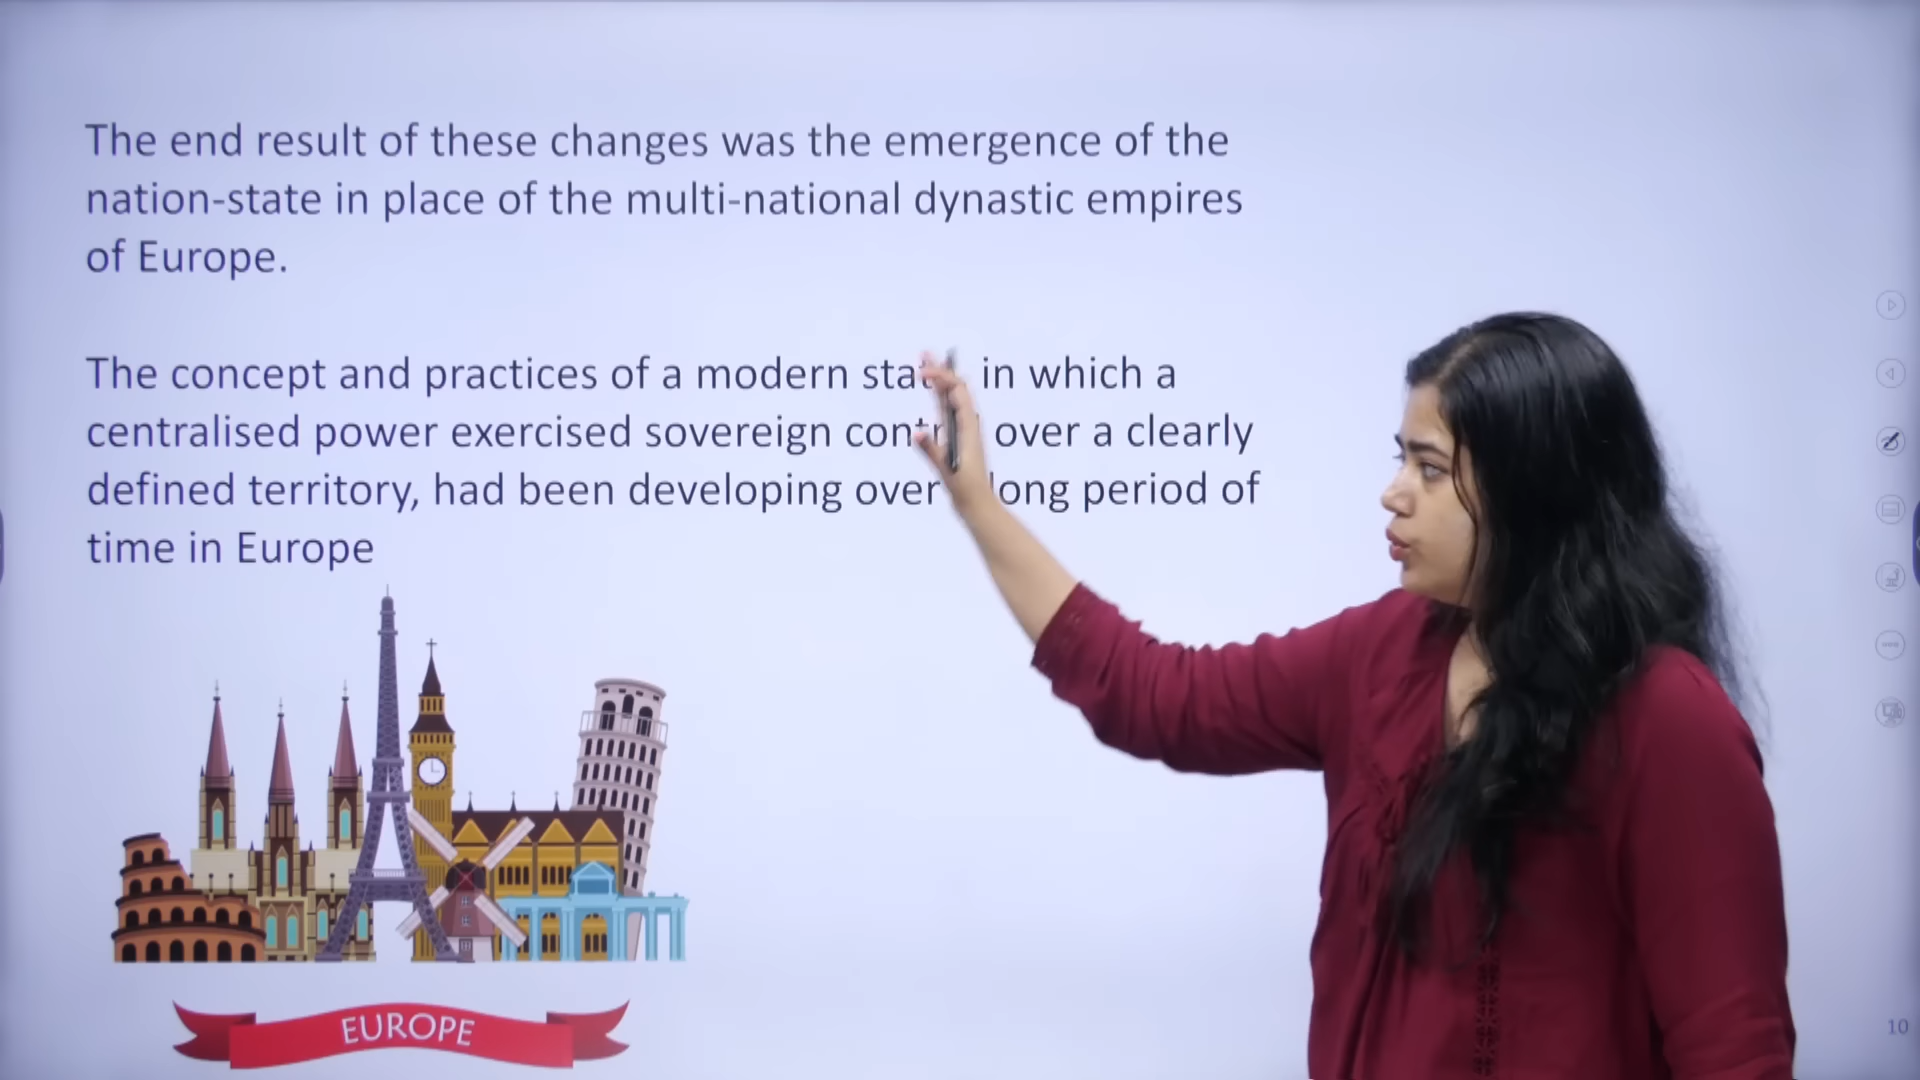 The end result of these changes was the emergence of the
nation-state in place of the multi-national dynastic empires
of Europe.
The concept and practices of a modern in which a
centralised power exercised sovereign over a clearly
defined territory, had been developing over long period of
time in Europe
EUROPE
10